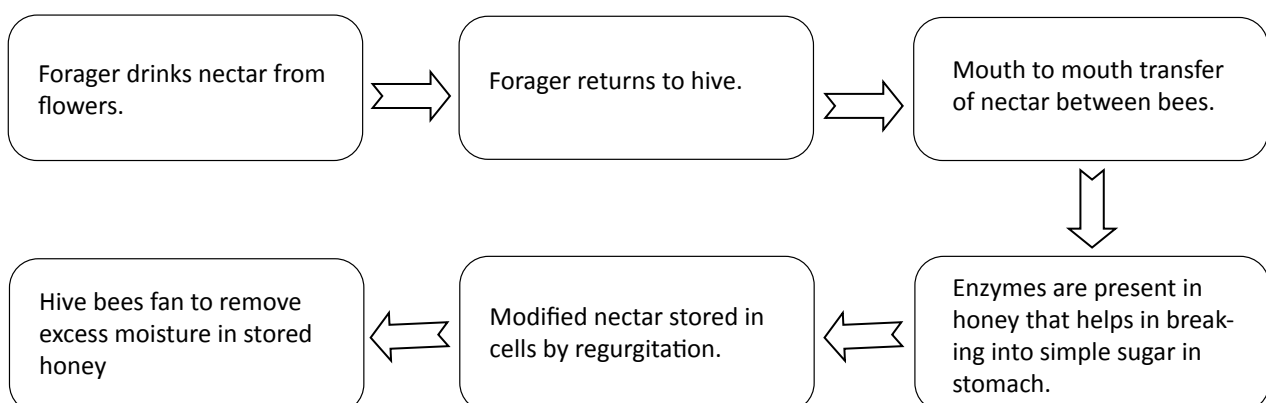 Forager drinks nectar from
flowers.
Forager returns to hive.
Mouth to mouth transfer
of nectar between bees.
Enzymes are present in
honey that helps in break-
ing into simple sugar in
stomach.
Modified nectar stored in
cells by regurgitation.
Hive bees fan to remove
excess moisture in stored
honey